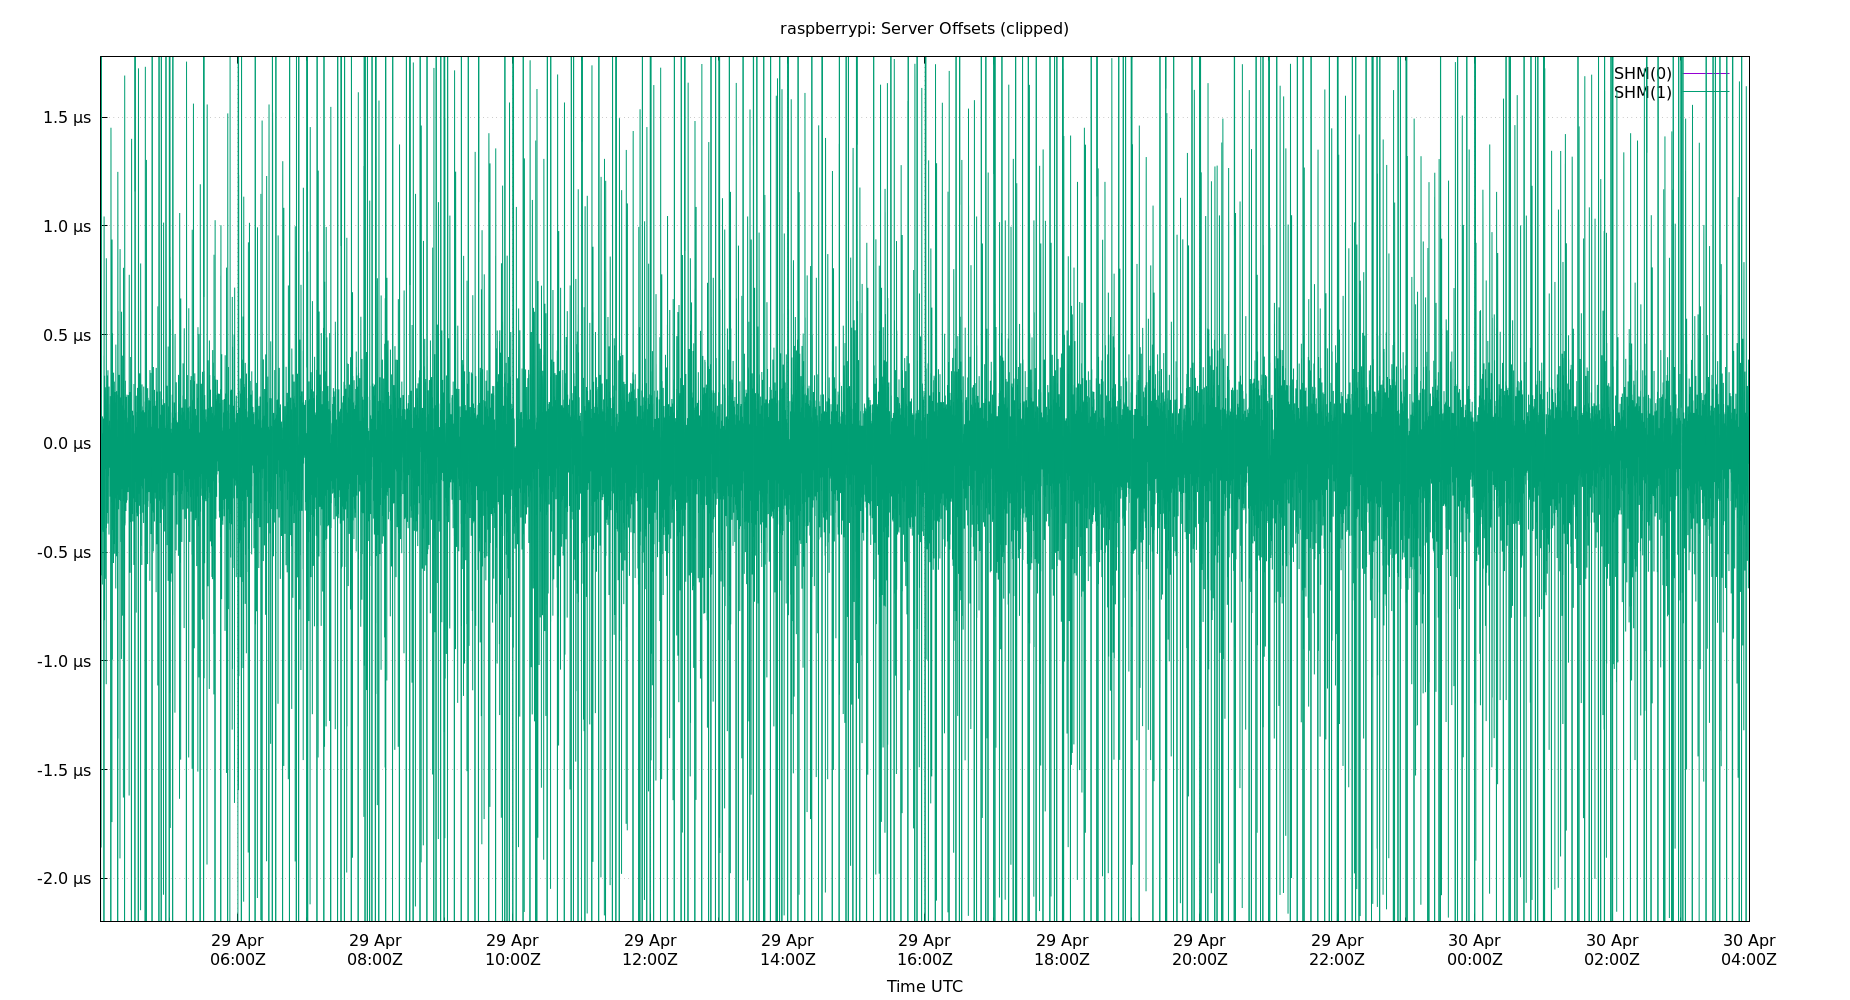 raspberrypi: Server Offsets (clipped)
SHM(0)
SHM(1)
1.5 µs
1.0 µs
0.5 µs
0.0 µs
-0.5 µs
-1.0 µs
-1.5 µs
-2.0 µs
29 Apr 29 Apr 29 Apr 29 Apr 29 Apr 29 Apr 29 Apr 29 Apr 29 Apr 30 Apr 30 Apr 30 Apr
06:00Z 08:00Z 10:00Z 12:00Z 14:00Z 16:00Z 18:00Z 20:00Z 22:00Z 00:00Z 02:00Z 04:00Z
Time UTC